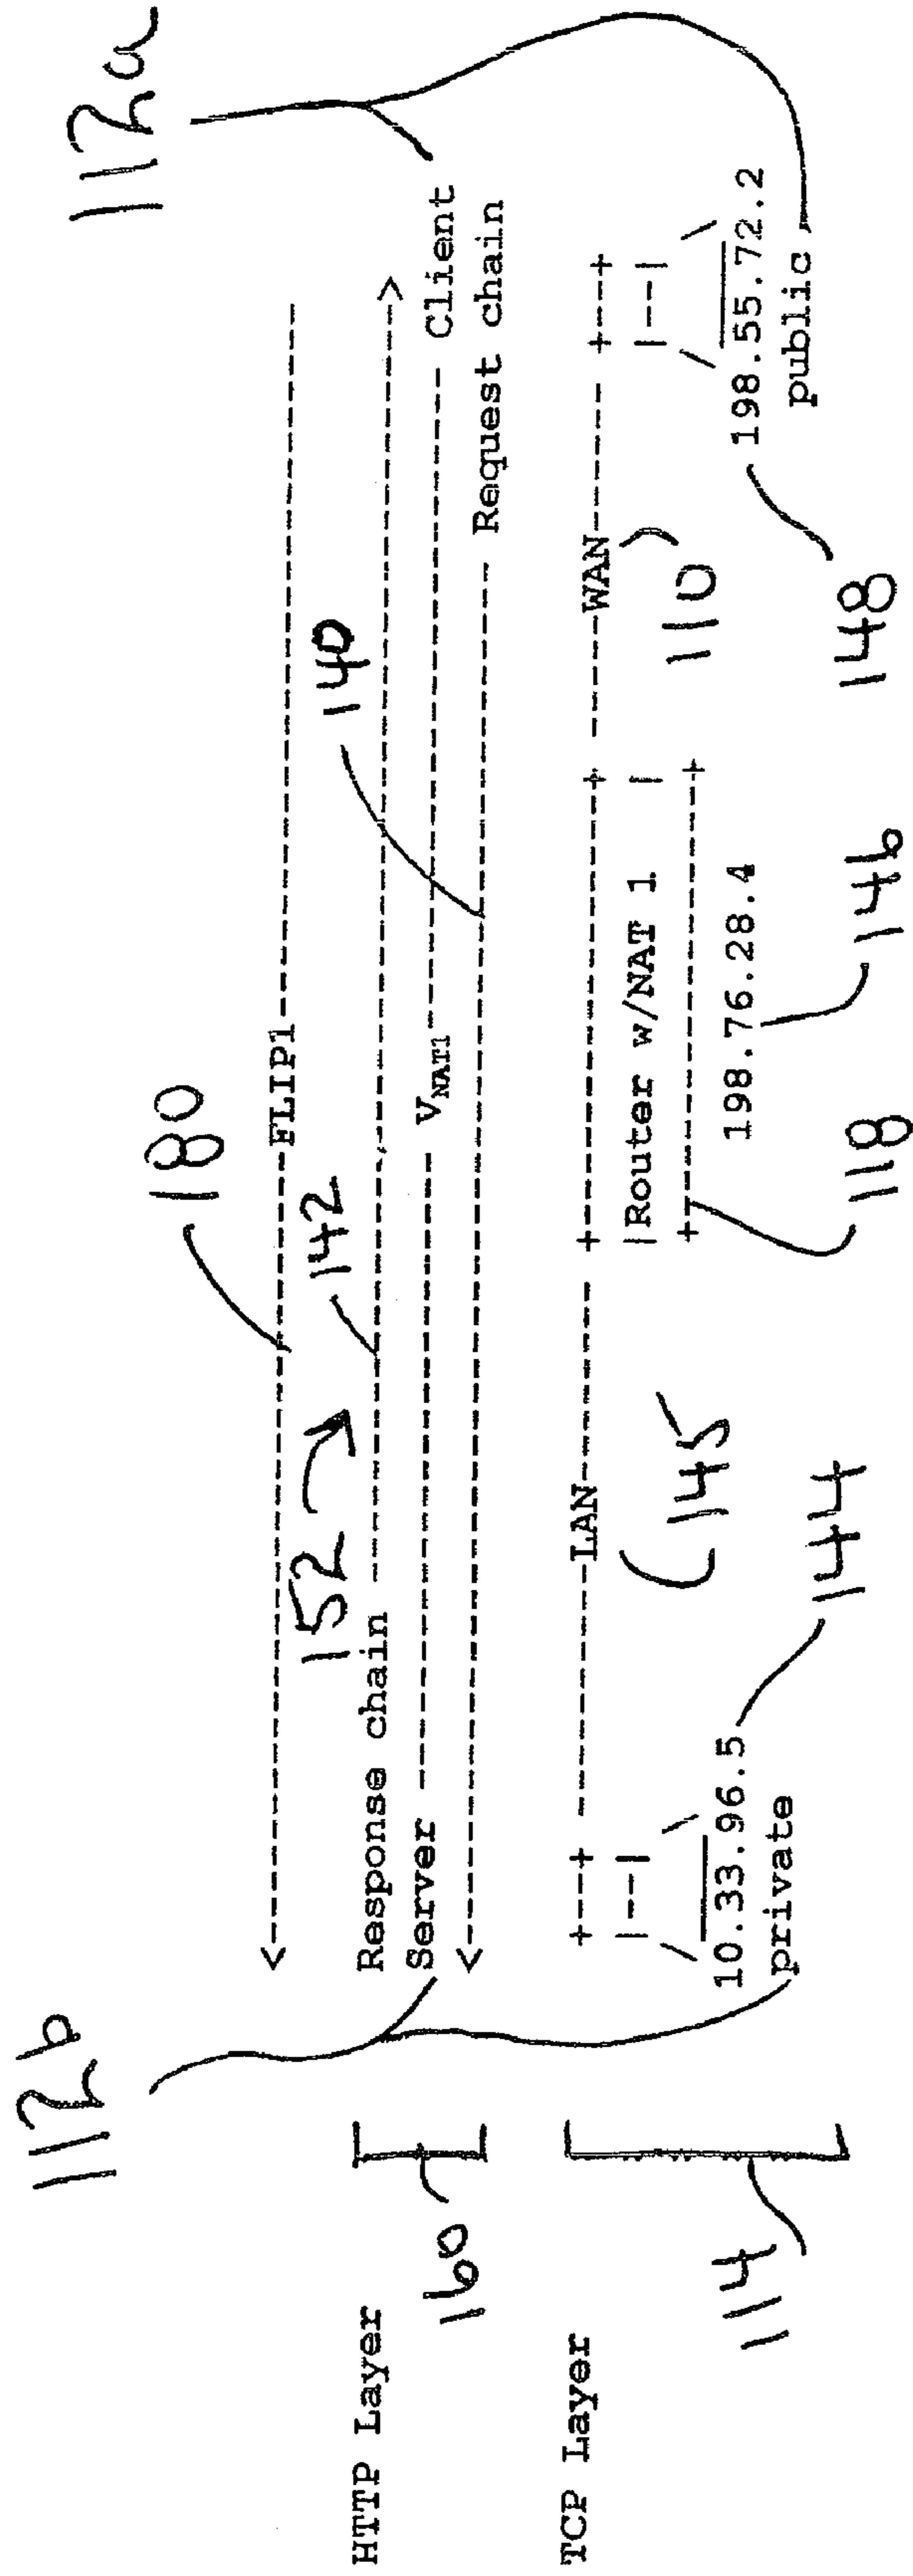 112b
112a
180
<---------------------------------FLIP1-------------------------
152
142
140
HTTP Layer
160
Response chain ------------------------------------------------>
Server ---------------------- VNAT1 ---------------------- Client
<------------------------------------------------ Request chain
TCP Layer
114
+---+ ----------LAN---------- +----------------+ ------WAN------ +---+
|---| |Router w/NAT 1 | |---|
/ \ +----------------+ / \
145
110
10.33.96.5
198.76.28.4
198.55.72.2
private
public
144
118
146
148